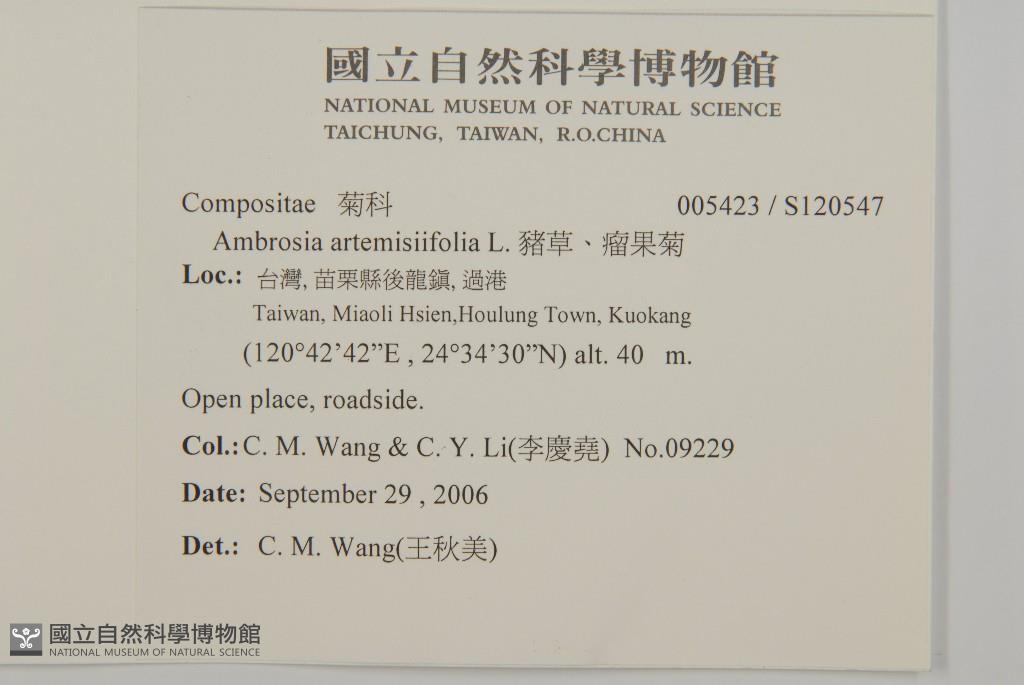 國立自然科學博物館
NATIONAL MUSEUM OF NATURAL SCIENCE
TAICHUNG, TAIWAN, R.O.CHINA
Compositae 菊科 005423 / S120547
Ambrosia artemisiifolia L. 豬草、瘤果菊
Loc.: 台灣, 苗栗縣後龍鎮, 過港
Taiwan, Miaoli Hsien,Houlung Town, Kuokang
(120°42’42”E , 24°34’30”N) alt. 40 m.
Open place, roadside.
Col.: C. M. Wang & C. Y. Li(李慶堯) No.09229
Date: September 29 , 2006
Det.: C. M. Wang(王秋美)
國立自然科學博物館
NATIONAL MUSEUM OF NATURAL SCIENCE